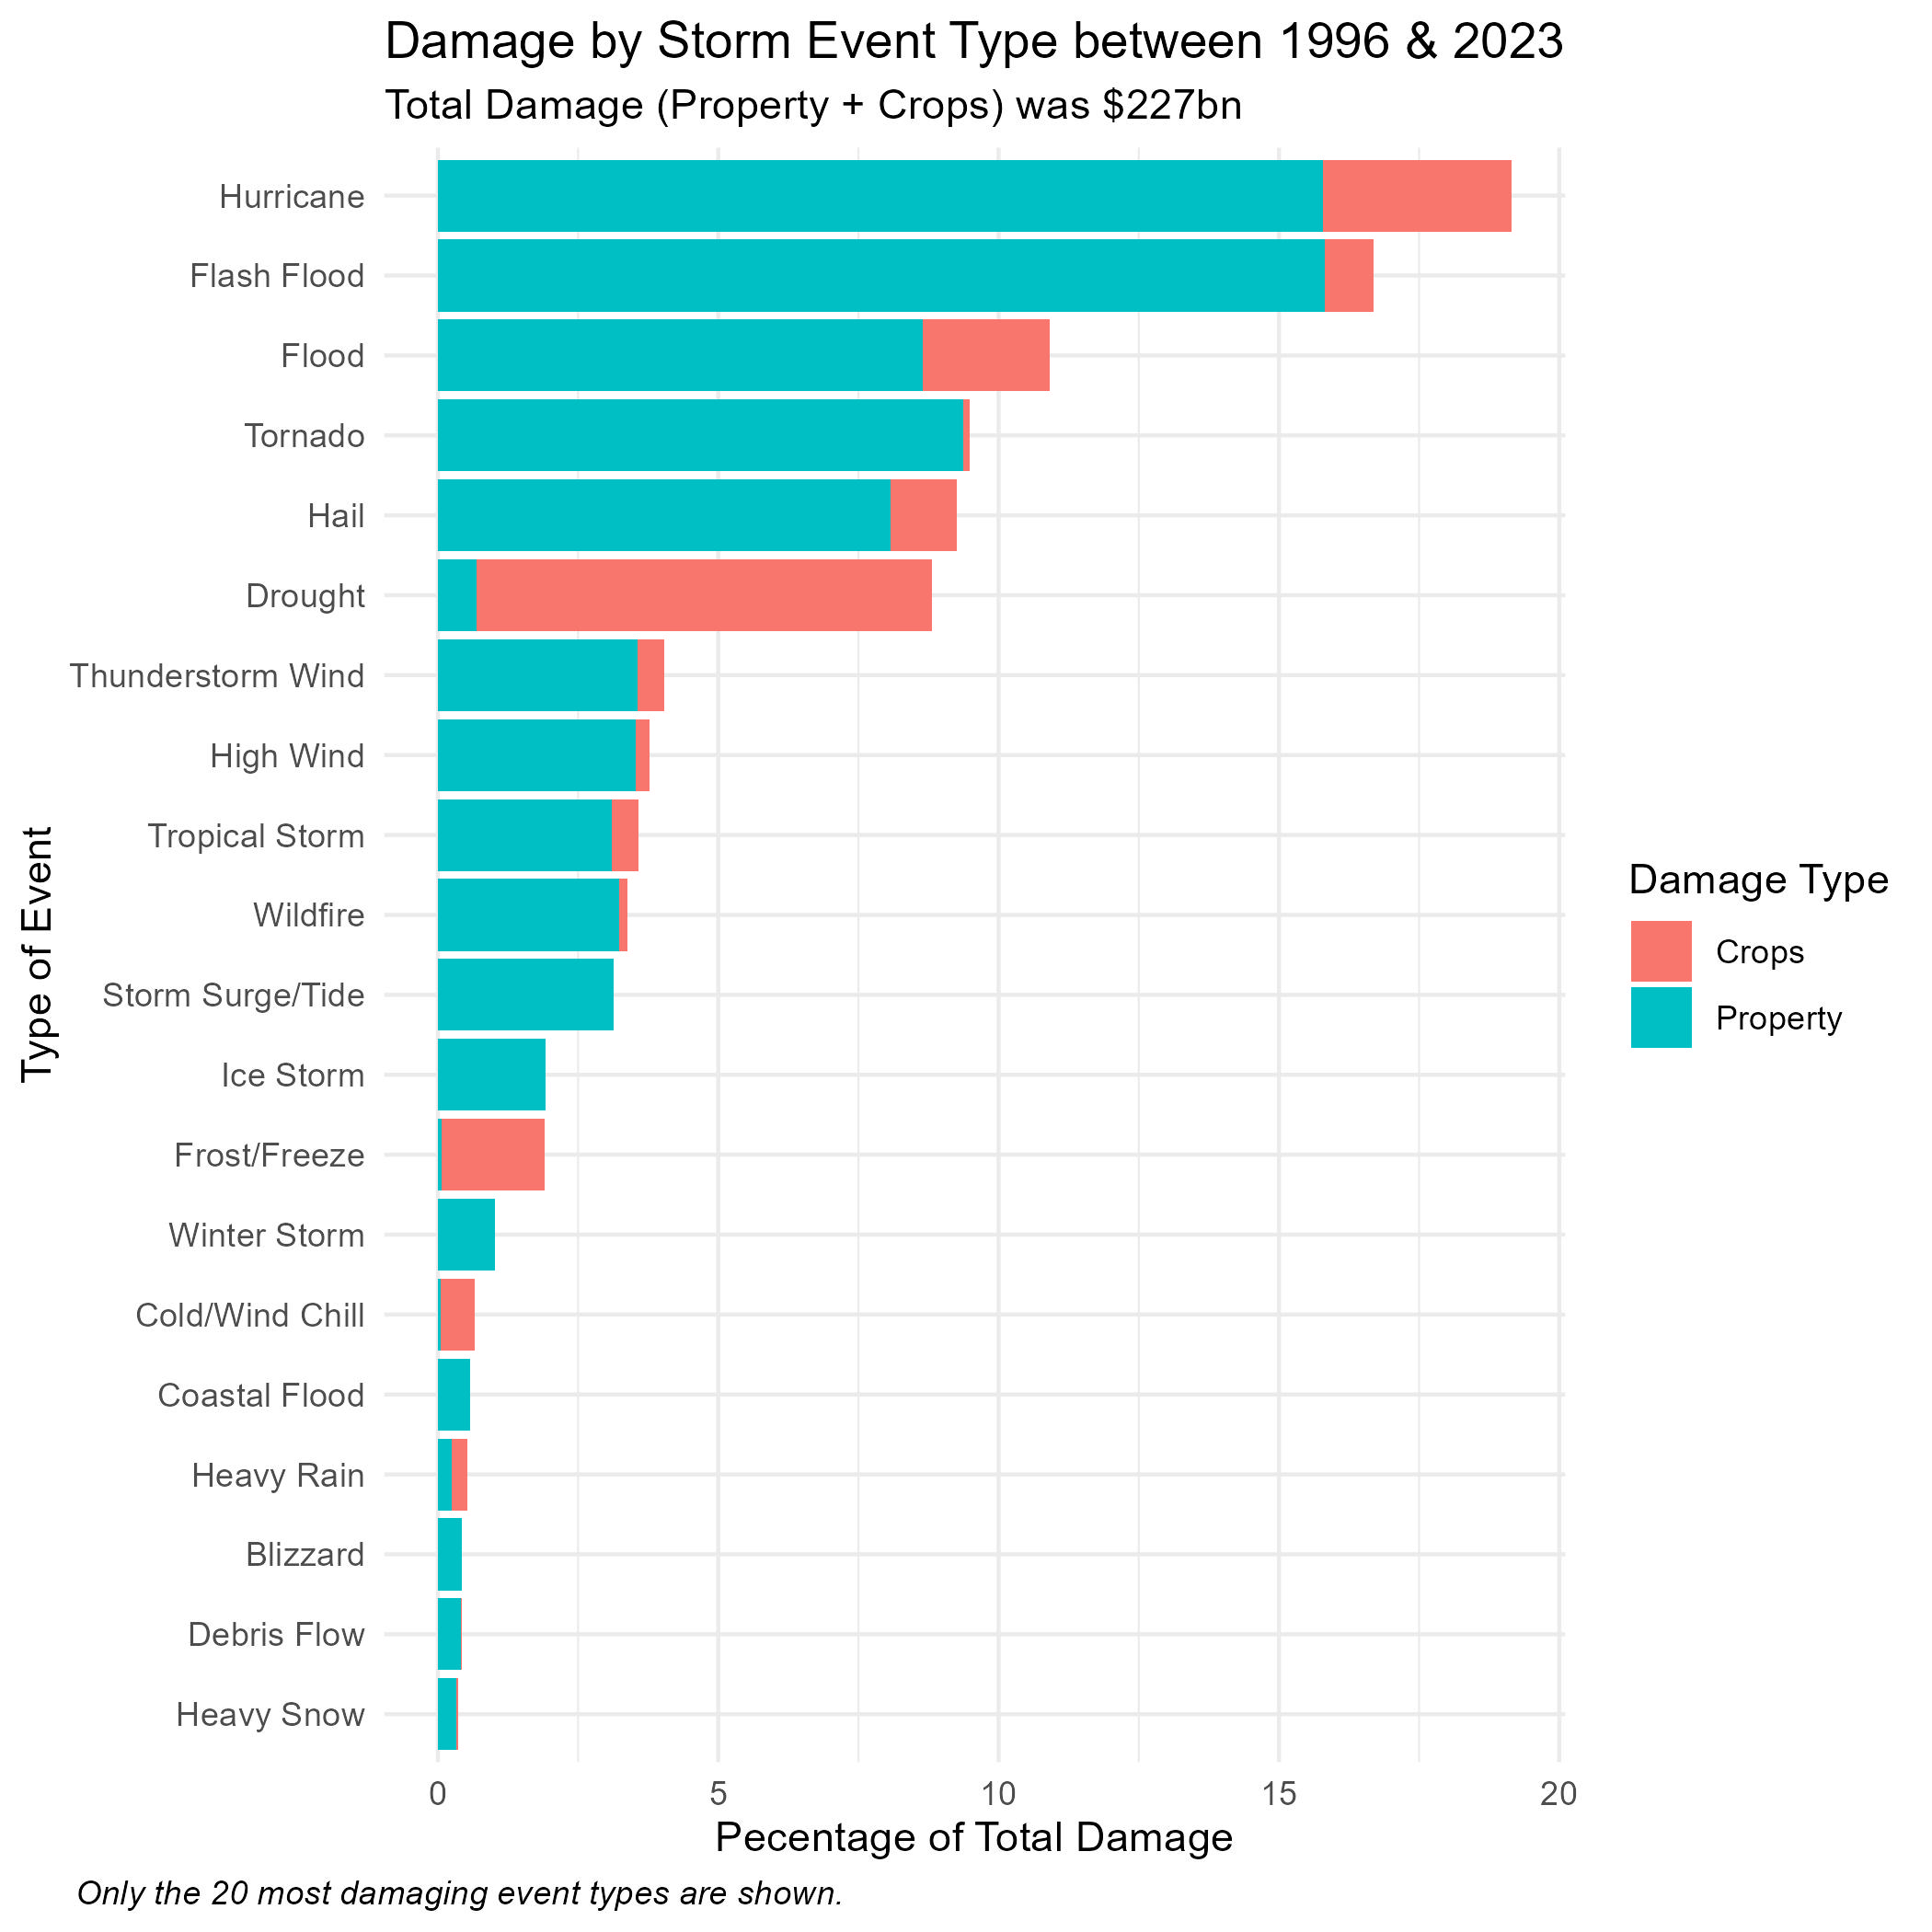 Damage by Storm Event Type between 1996 & 2023
Total Damage (Property + Crops) was $227bn
Type of Event
Hurricane
Flash Flood
Flood
Tornado
Hail
Drought
Thunderstorm Wind
High Wind
Tropical Storm
Wildfire
Storm Surge/Tide
Ice Storm
Frost/Freeze
Winter Storm
Cold/Wind Chill
Coastal Flood
Heavy Rain
Blizzard
Debris Flow
Heavy Snow
0 5 10 15 20
Pecentage of Total Damage
Damage Type
Crops
Property
Only the 20 most damaging event types are shown.